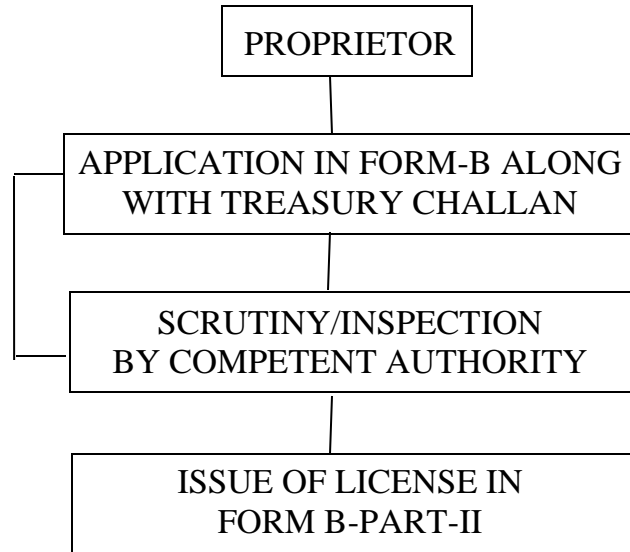 PROPRIETOR
APPLICATION IN FORM-B ALONG
WITH TREASURY CHALLAN
SCRUTINY/INSPECTION
BY COMPETENT AUTHORITY
ISSUE OF LICENSE IN
FORM B-PART-II